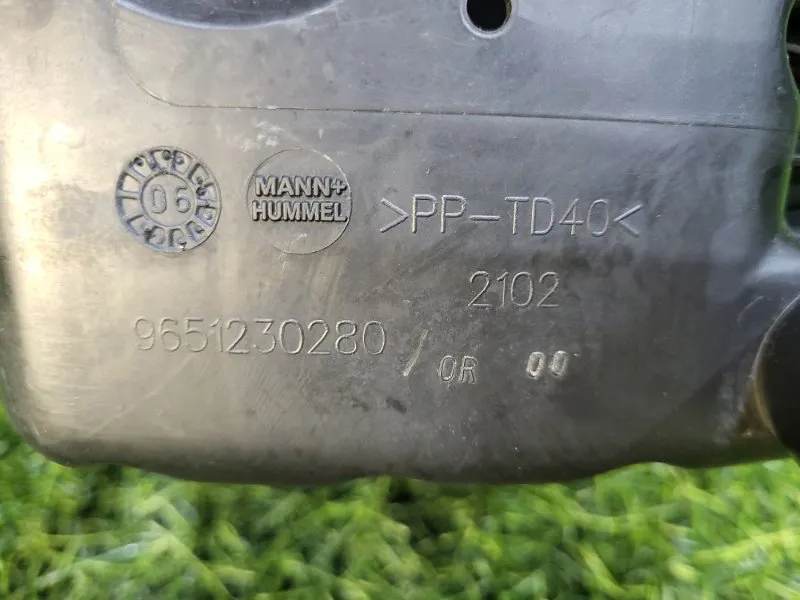 06
MANN+
HUMMEL
>PP-TD40<
2102
9651230280
/ OR 00